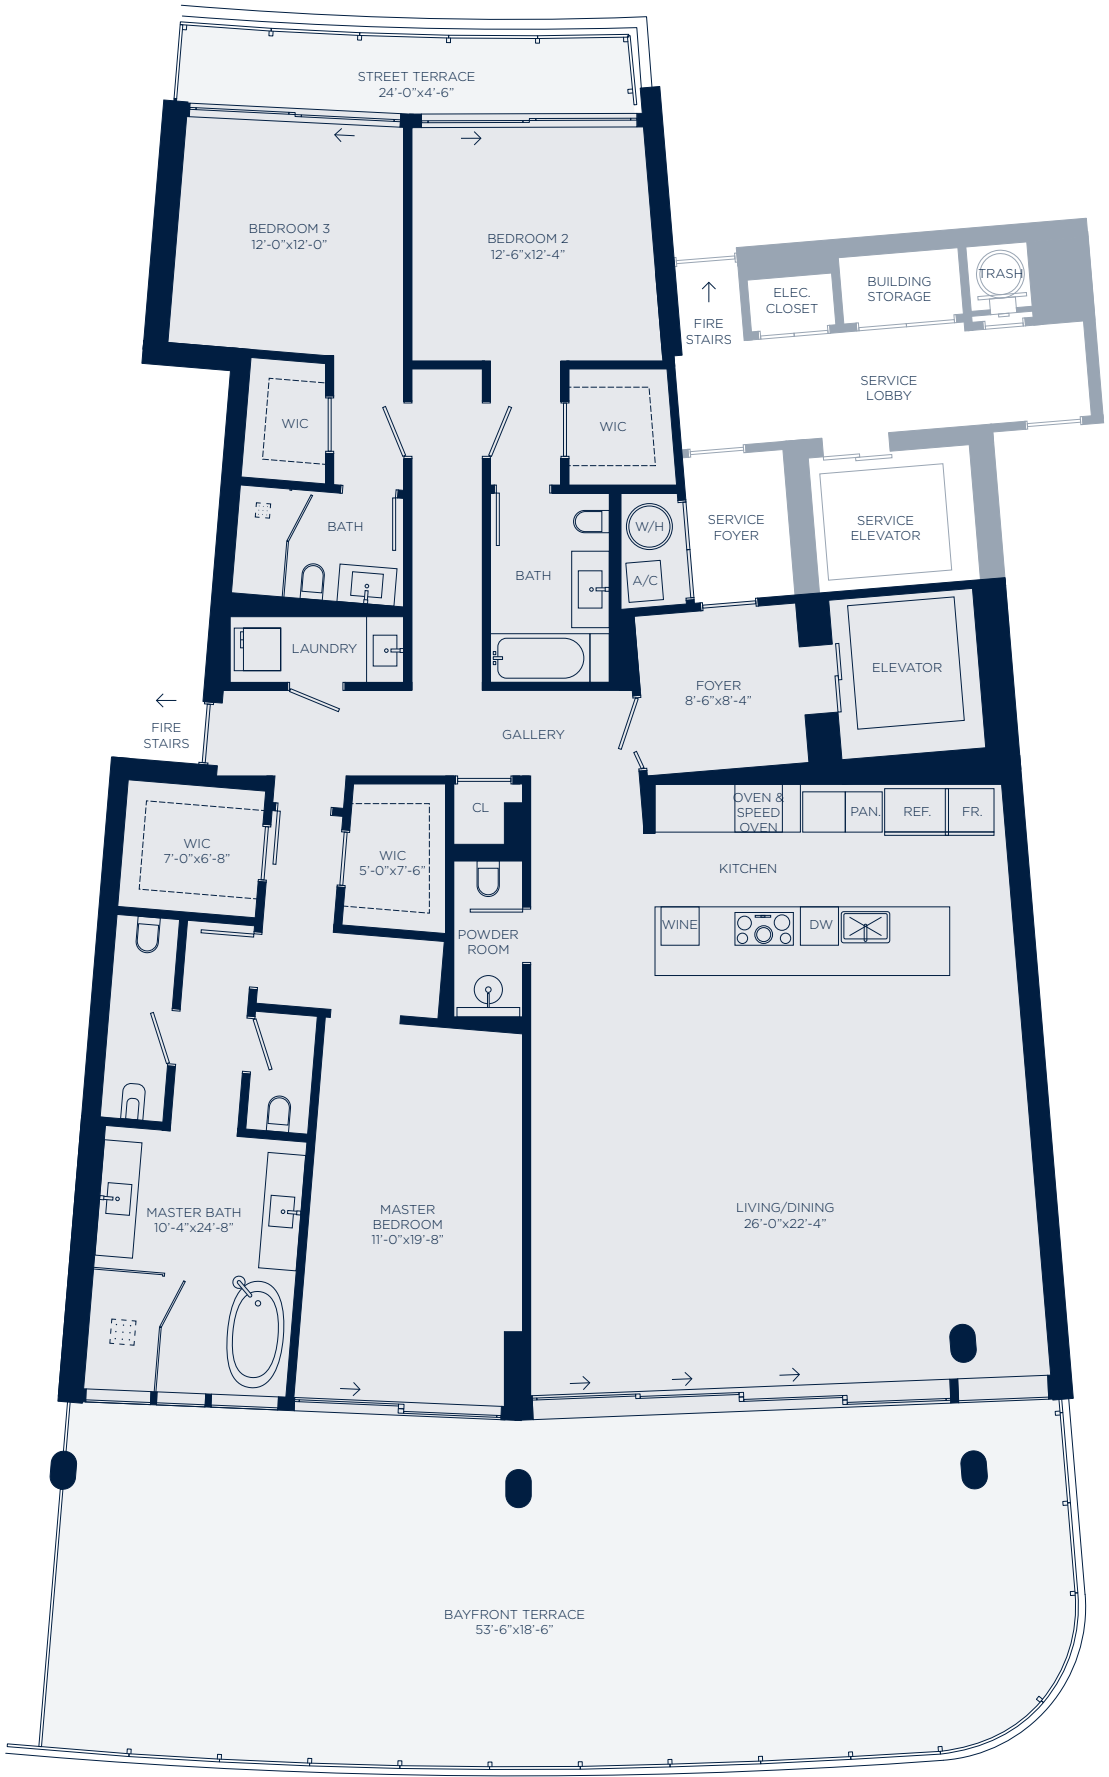 STREET TERRACE
24'-0"x4'-6"
BEDROOM 3
12'-0"x12'-0"
BEDROOM 2
12'-6"x12'-4"
ELEC.
CLOSET
BUILDING
STORAGE
TRASH
FIRE
STAIRS
SERVICE
LOBBY
WIC
WIC
BATH
W/H
SERVICE
FOYER
SERVICE
ELEVATOR
BATH
A/C
LAUNDRY
ELEVATOR
FOYER
8'-6"x8'-4"
FIRE
STAIRS
GALLERY
CL
OVEN &
SPEED
OVEN
PAN.
REF.
FR.
WIC
7'-0"x6'-8"
WIC
5'-0"x7'-6"
KITCHEN
WINE
DW
POWDER
ROOM
MASTER BATH
10'-4"x24'-8"
MASTER
BEDROOM
11'-0"x19'-8"
LIVING/DINING
26'-0"x22'-4"
BAYFRONT TERRACE
53'-6"x18'-6"